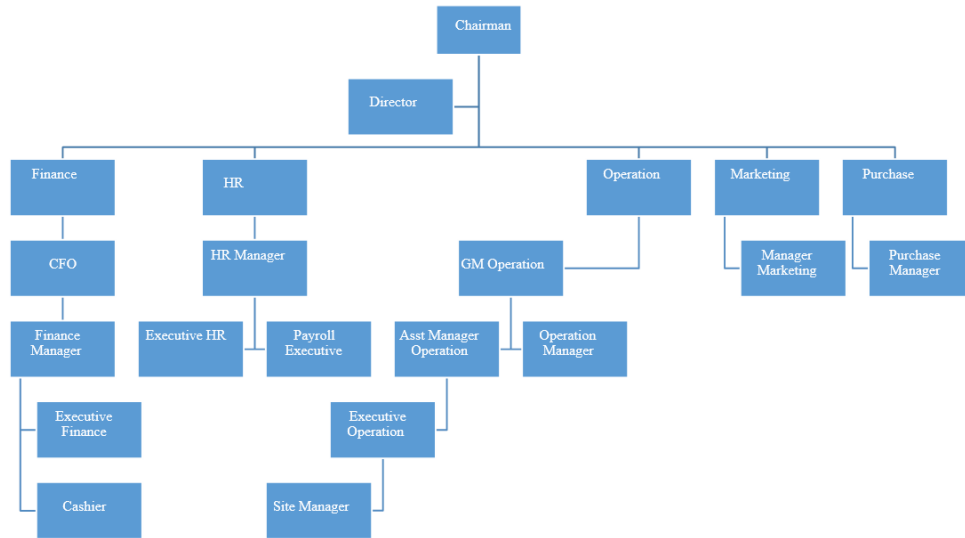 Chairman
Director
Finance
HR
Operation
Marketing
Purchase
CFO
HR Manager
GM Operation
Manager
Marketing
Purchase
Manager
Finance
Manager
Executive HR
Payroll
Executive
Asst Manager
Operation
Operation
Manager
Executive
Finance
Executive
Operation
Cashier
Site Manager